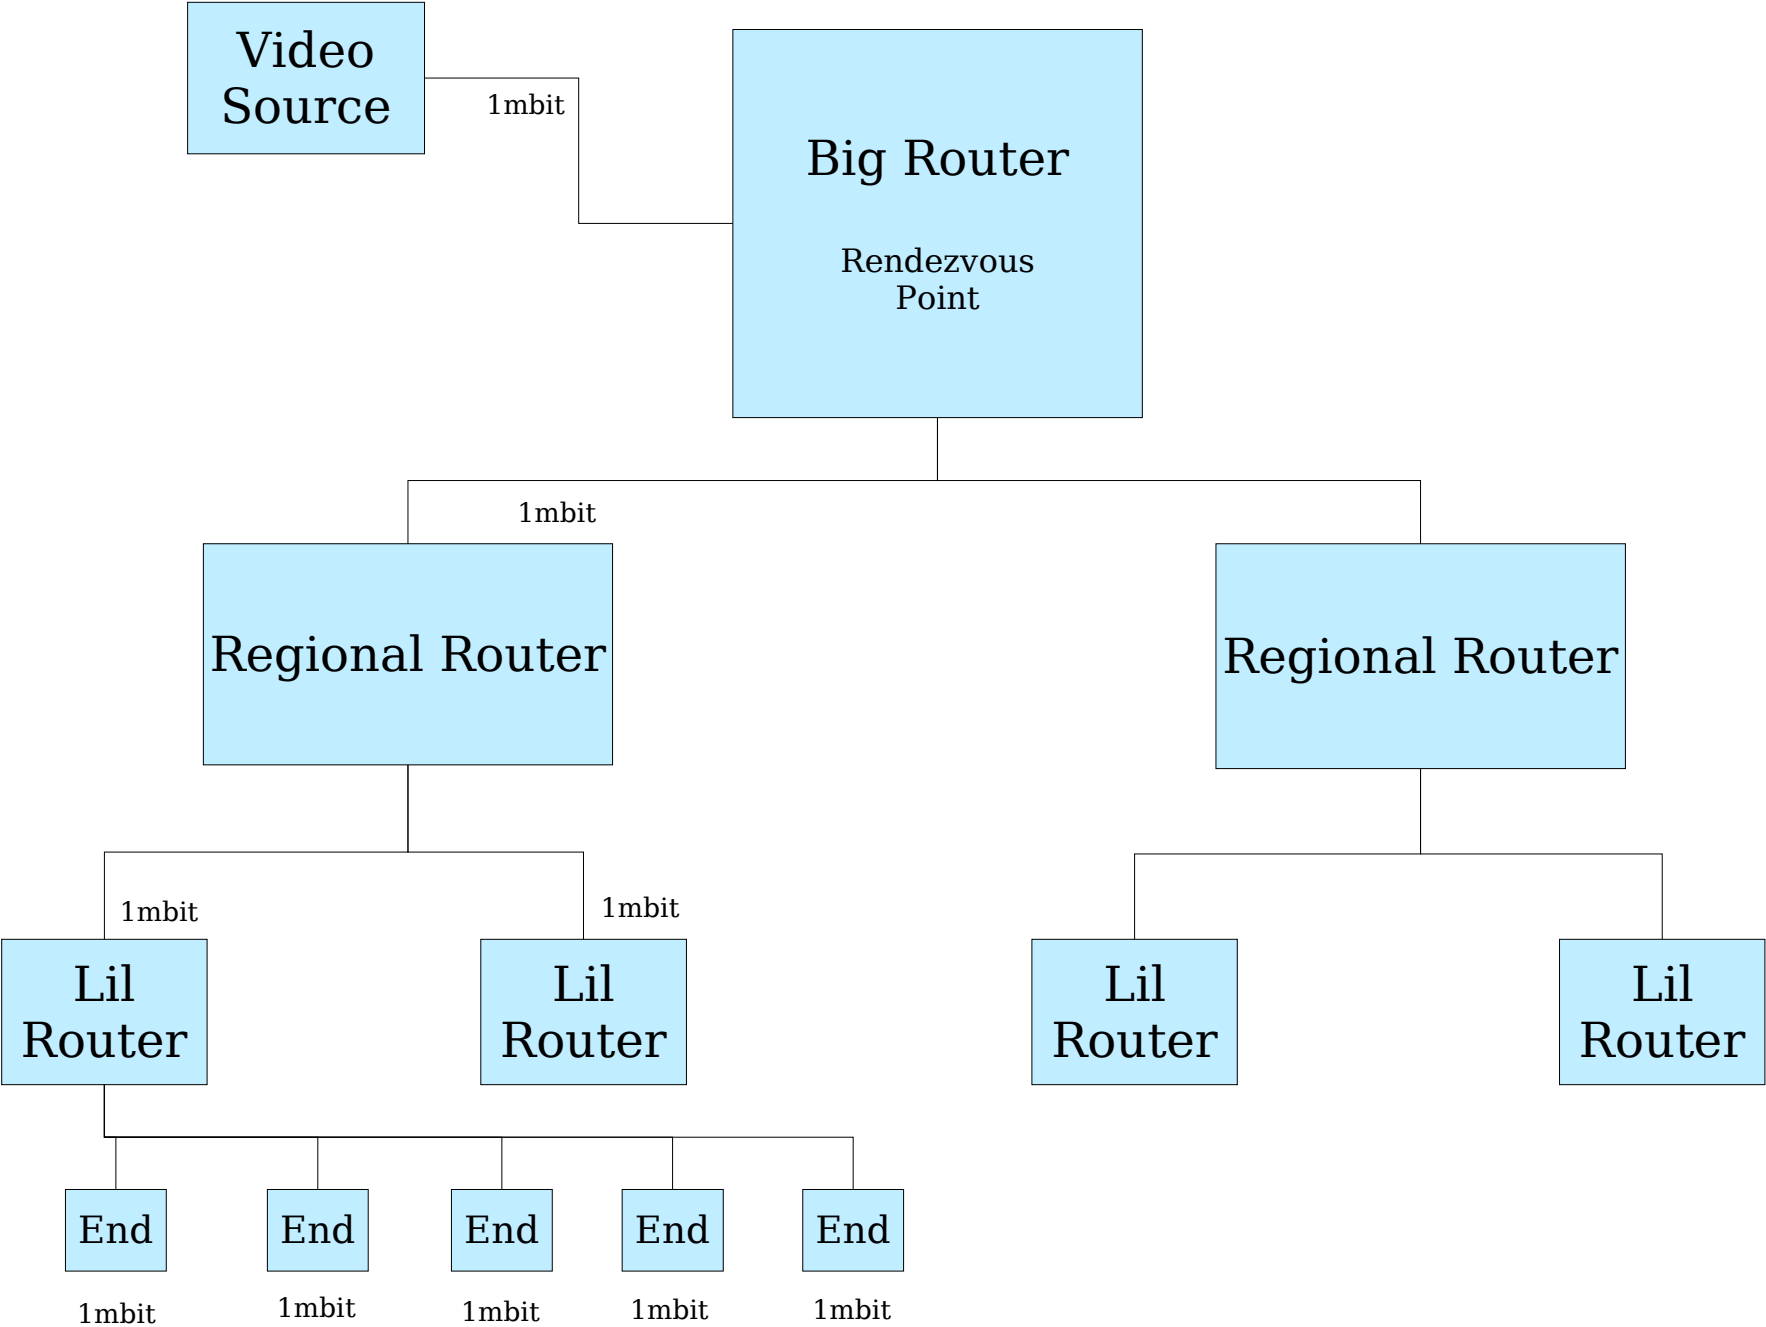 Video
Source
1mbit
Big Router
Rendezvous
Point
1mbit
Regional Router
Regional Router
1mbit
1mbit
Lil
Router
Lil
Router
Lil
Router
Lil
Router
End
End
End
End
End
1mbit
1mbit
1mbit
1mbit
1mbit